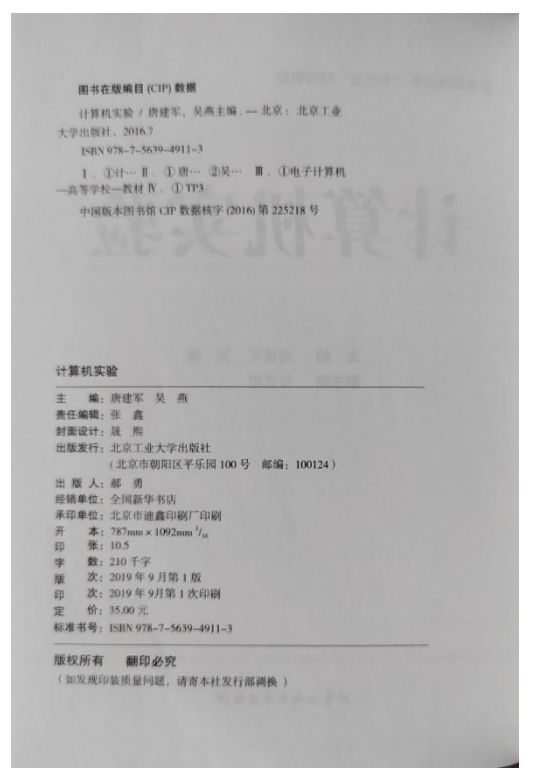 图书在版编目(CIP)数据
计算机实验 / 唐建军、吴燕主编. — 北京：北京工业
大学出版社，2016.7
ISBN 978-7-5639-4911-3
Ⅰ. ①计… Ⅱ. ①唐… ②吴… Ⅲ. ①电子计算机
—高等学校—教材 Ⅳ. ①TP3
中国版本图书馆 CIP 数据核字 (2016) 第 225218 号
计算机实验
计算机实验
主 编：唐建军 吴 燕
责任编辑：张 鑫
封面设计：晟 熙
出版发行：北京工业大学出版社
（北京市朝阳区平乐园 100 号 邮编：100124）
出 版 人：郝 勇
经销单位：全国新华书店
承印单位：北京市迪鑫印刷厂印刷
开 本：787mm×1092mm 1/16
印 张：10.5
字 数：210 千字
版 次：2019 年 9 月第 1 版
印 次：2019 年 9月第 1 次印刷
定 价：35.00 元
标准书号：ISBN 978-7-5639-4911-3
版权所有 翻印必究
（如发现印装质量问题，请寄本社发行部调换）